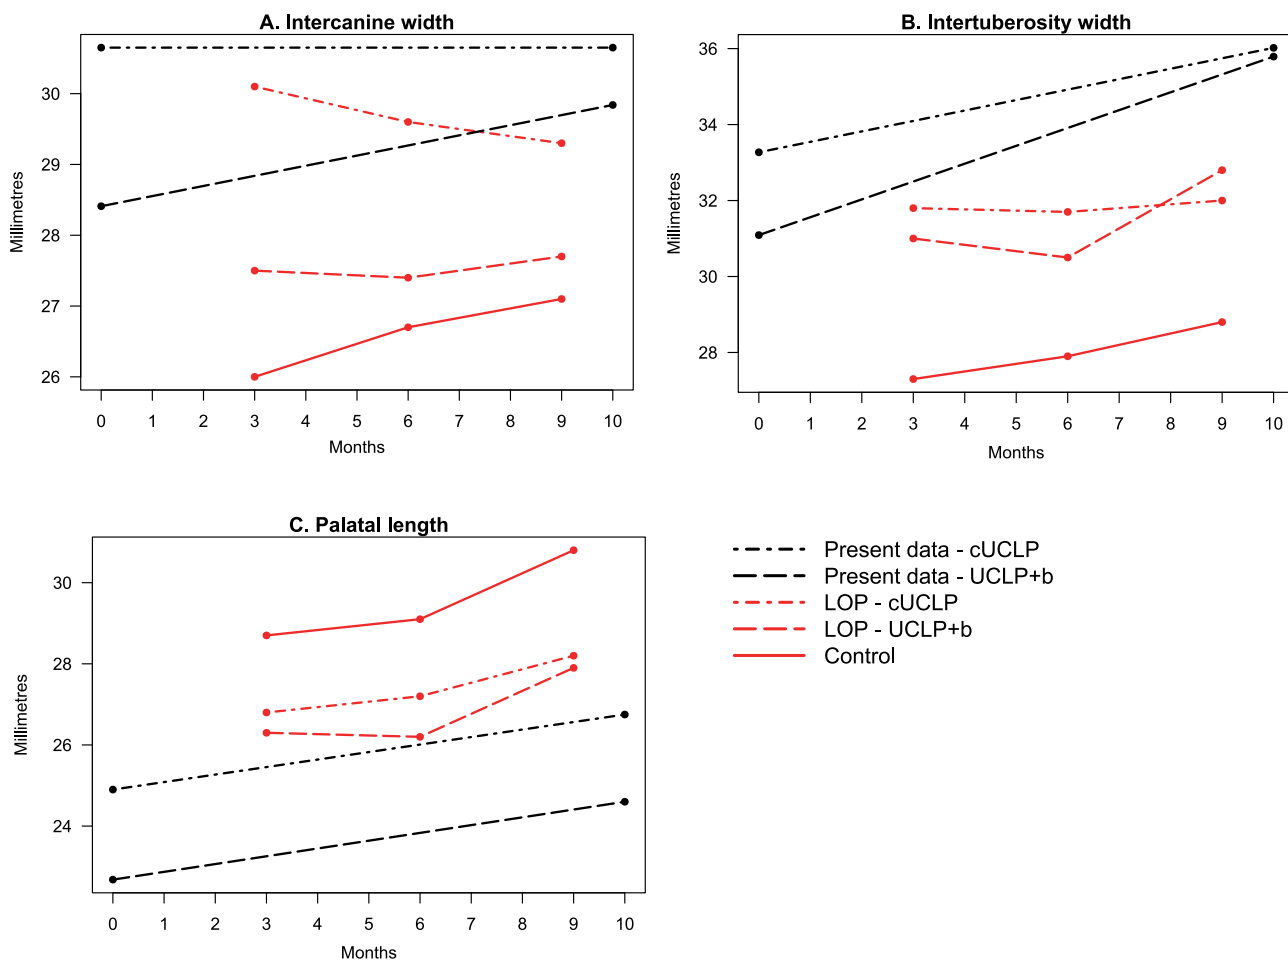 A. Intercanine width
Millimetres
30
29
28
27
26
0 1 2 3 4 5 6 7 8 9 10
Months
B. Intertuberosity width
Millimetres
36
34
32
30
28
0 1 2 3 4 5 6 7 8 9 10
Months
C. Palatal length
Millimetres
30
28
26
24
0 1 2 3 4 5 6 7 8 9 10
Months
Present data - cUCLP
Present data - UCLP+b
LOP - cUCLP
LOP - UCLP+b
Control